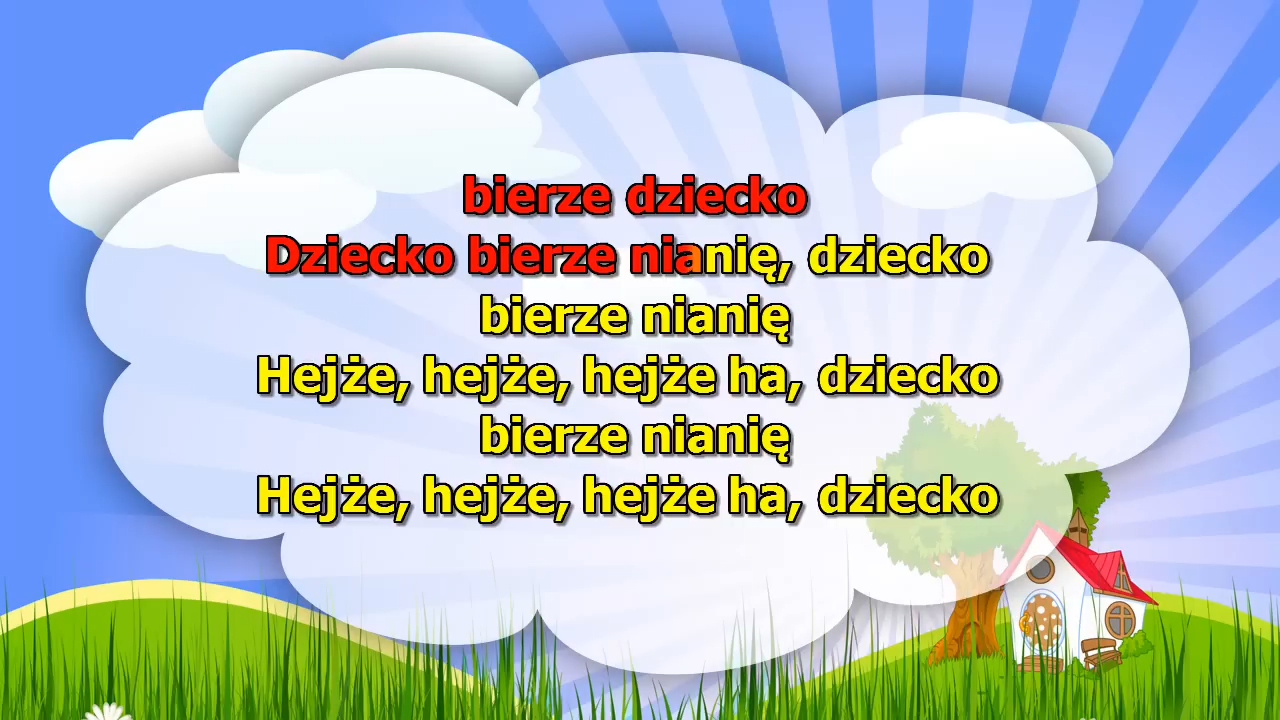 bierze dziecko
Dziecko bierze nianię, dziecko
bierze nianię
Hejże, hejże, hejże ha, dziecko
bierze nianię
Hejże, hejże, hejże ha, dziecko